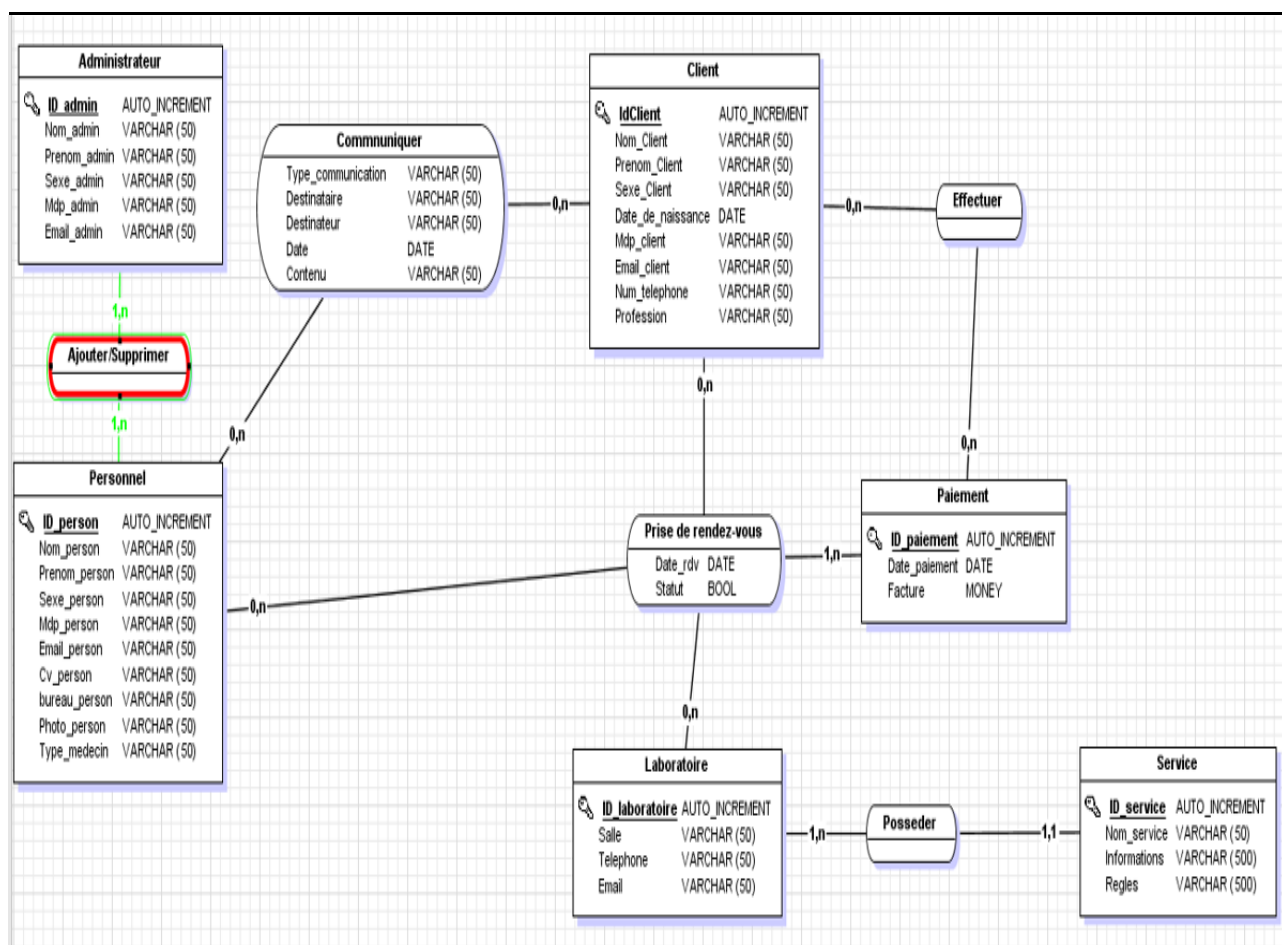 Administrateur
ID_admin AUTO_INCREMENT
Nom_admin VARCHAR (50)
Prenom_admin VARCHAR (50)
Sexe_admin VARCHAR (50)
Mdp_admin VARCHAR (50)
Email_admin VARCHAR (50)
1,n
Ajouter/Supprimer
1,n
Commnuniquer
Type_communication VARCHAR (50)
Destinataire VARCHAR (50)
Destinateur VARCHAR (50)
Date DATE
Contenu VARCHAR (50)
0,n
0,n
Client
IdClient AUTO_INCREMENT
Nom_Client VARCHAR (50)
Prenom_Client VARCHAR (50)
Sexe_Client VARCHAR (50)
Date_de_naissance DATE
Mdp_client VARCHAR (50)
Email_client VARCHAR (50)
Num_telephone VARCHAR (50)
Profession VARCHAR (50)
0,n
Effectuer
0,n
0,n
Personnel
ID_person AUTO_INCREMENT
Nom_person VARCHAR (50)
Prenom_person VARCHAR (50)
Sexe_person VARCHAR (50)
Mdp_person VARCHAR (50)
Email_person VARCHAR (50)
Cv_person VARCHAR (50)
bureau_person VARCHAR (50)
Photo_person VARCHAR (50)
Type_medecin VARCHAR (50)
0,n
Prise de rendez-vous
Date_rdv DATE
Statut BOOL
1,n
Paiement
ID_paiement AUTO_INCREMENT
Date_paiement DATE
Facture MONEY
0,n
Laboratoire
ID_laboratoire AUTO_INCREMENT
Salle VARCHAR (50)
Telephone VARCHAR (50)
Email VARCHAR (50)
1,n
Posseder
1,1
Service
ID_service AUTO_INCREMENT
Nom_service VARCHAR (50)
Informations VARCHAR (500)
Regles VARCHAR (500)